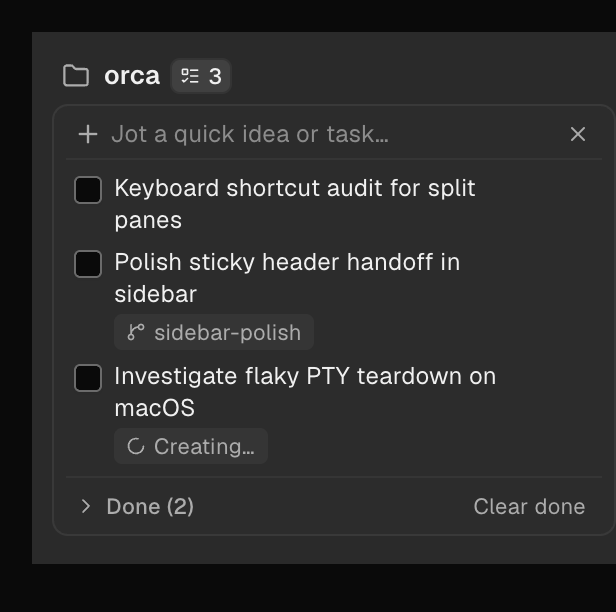 orca 3
Jot a quick idea or task…
Keyboard shortcut audit for split
panes
Polish sticky header handoff in
sidebar
sidebar-polish
Investigate flaky PTY teardown on
macOS
Creating…
Done (2) Clear done